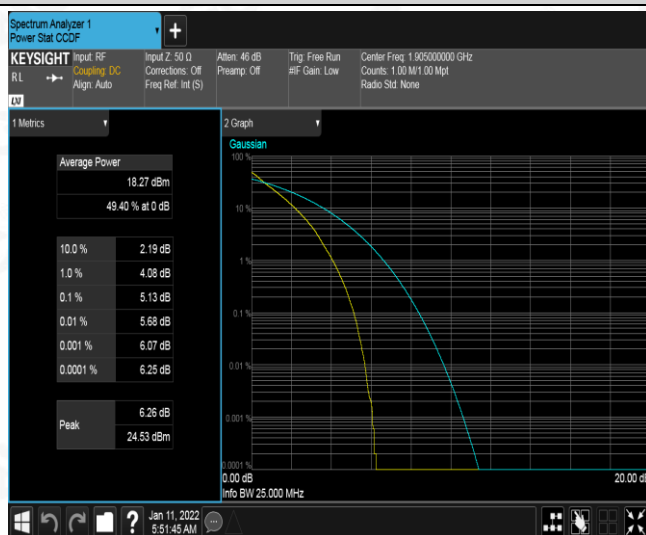 Spectrum Analyzer 1
Power Stat CCDF
+
KEYSIGHT
RL
LXI
Input: RF
Coupling: DC
Align: Auto
Input Z: 50 Ω
Corrections: Off
Freq Ref: Int (S)
Atten: 46 dB
Preamp: Off
Trig: Free Run
#IF Gain: Low
Center Freq: 1.905000000 GHz
Counts: 1.00 M/1.00 Mpt
Radio Std: None
1 Metrics
Average Power
18.27 dBm
49.40 % at 0 dB
10.0 % 2.19 dB
1.0 % 4.08 dB
0.1 % 5.13 dB
0.01 % 5.68 dB
0.001 % 6.07 dB
0.0001 % 6.25 dB
Peak
6.26 dB
24.53 dBm
2 Graph
Gaussian
100 %
10 %
1 %
0.1 %
0.01 %
0.001 %
0.0001 %
0.00 dB
20.00 dB
Info BW 25.000 MHz
?
Jan 11, 2022
5:51:45 AM